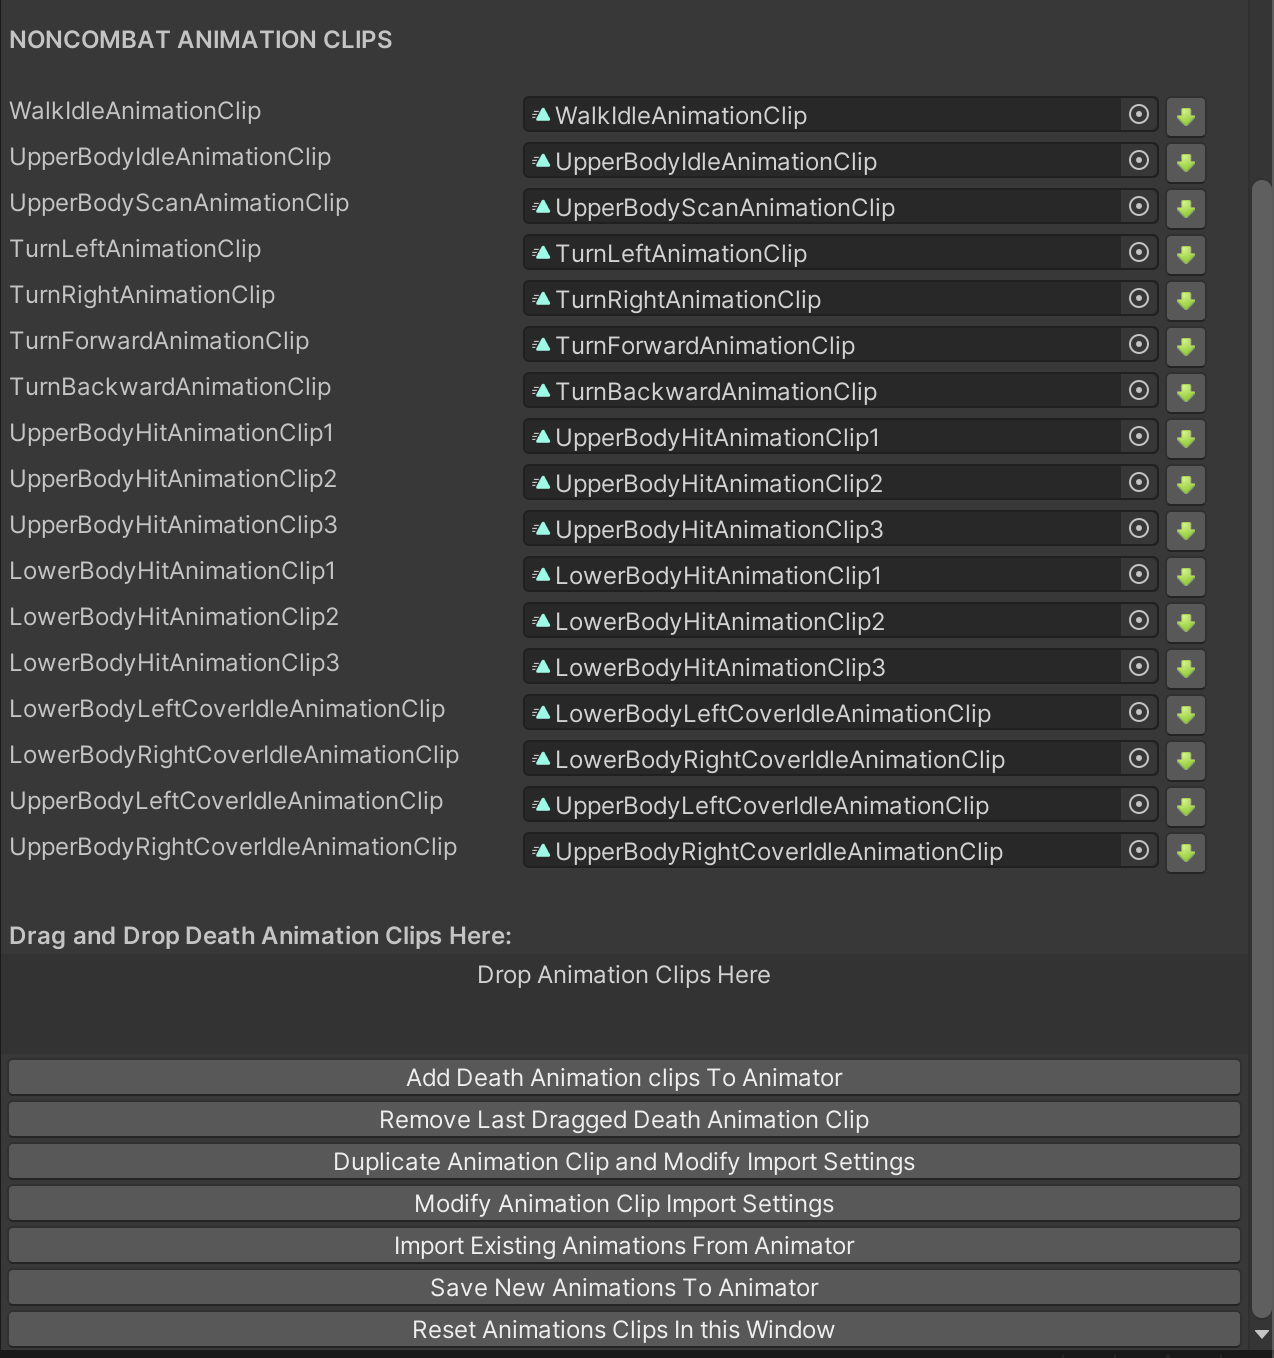 NONCOMBAT ANIMATION CLIPS
WalkIdleAnimationClip WalkIdleAnimationClip
UpperBodyIdleAnimationClip UpperBodyIdleAnimationClip
UpperBodyScanAnimationClip UpperBodyScanAnimationClip
TurnLeftAnimationClip TurnLeftAnimationClip
TurnRightAnimationClip TurnRightAnimationClip
TurnForwardAnimationClip TurnForwardAnimationClip
TurnBackwardAnimationClip TurnBackwardAnimationClip
UpperBodyHitAnimationClip1 UpperBodyHitAnimationClip1
UpperBodyHitAnimationClip2 UpperBodyHitAnimationClip2
UpperBodyHitAnimationClip3 UpperBodyHitAnimationClip3
LowerBodyHitAnimationClip1 LowerBodyHitAnimationClip1
LowerBodyHitAnimationClip2 LowerBodyHitAnimationClip2
LowerBodyHitAnimationClip3 LowerBodyHitAnimationClip3
LowerBodyLeftCoverIdleAnimationClip LowerBodyLeftCoverIdleAnimationClip
LowerBodyRightCoverIdleAnimationClip LowerBodyRightCoverIdleAnimationClip
UpperBodyLeftCoverIdleAnimationClip UpperBodyLeftCoverIdleAnimationClip
UpperBodyRightCoverIdleAnimationClip UpperBodyRightCoverIdleAnimationClip
Drag and Drop Death Animation Clips Here:
Drop Animation Clips Here
Add Death Animation clips To Animator
Remove Last Dragged Death Animation Clip
Duplicate Animation Clip and Modify Import Settings
Modify Animation Clip Import Settings
Import Existing Animations From Animator
Save New Animations To Animator
Reset Animations Clips In this Window